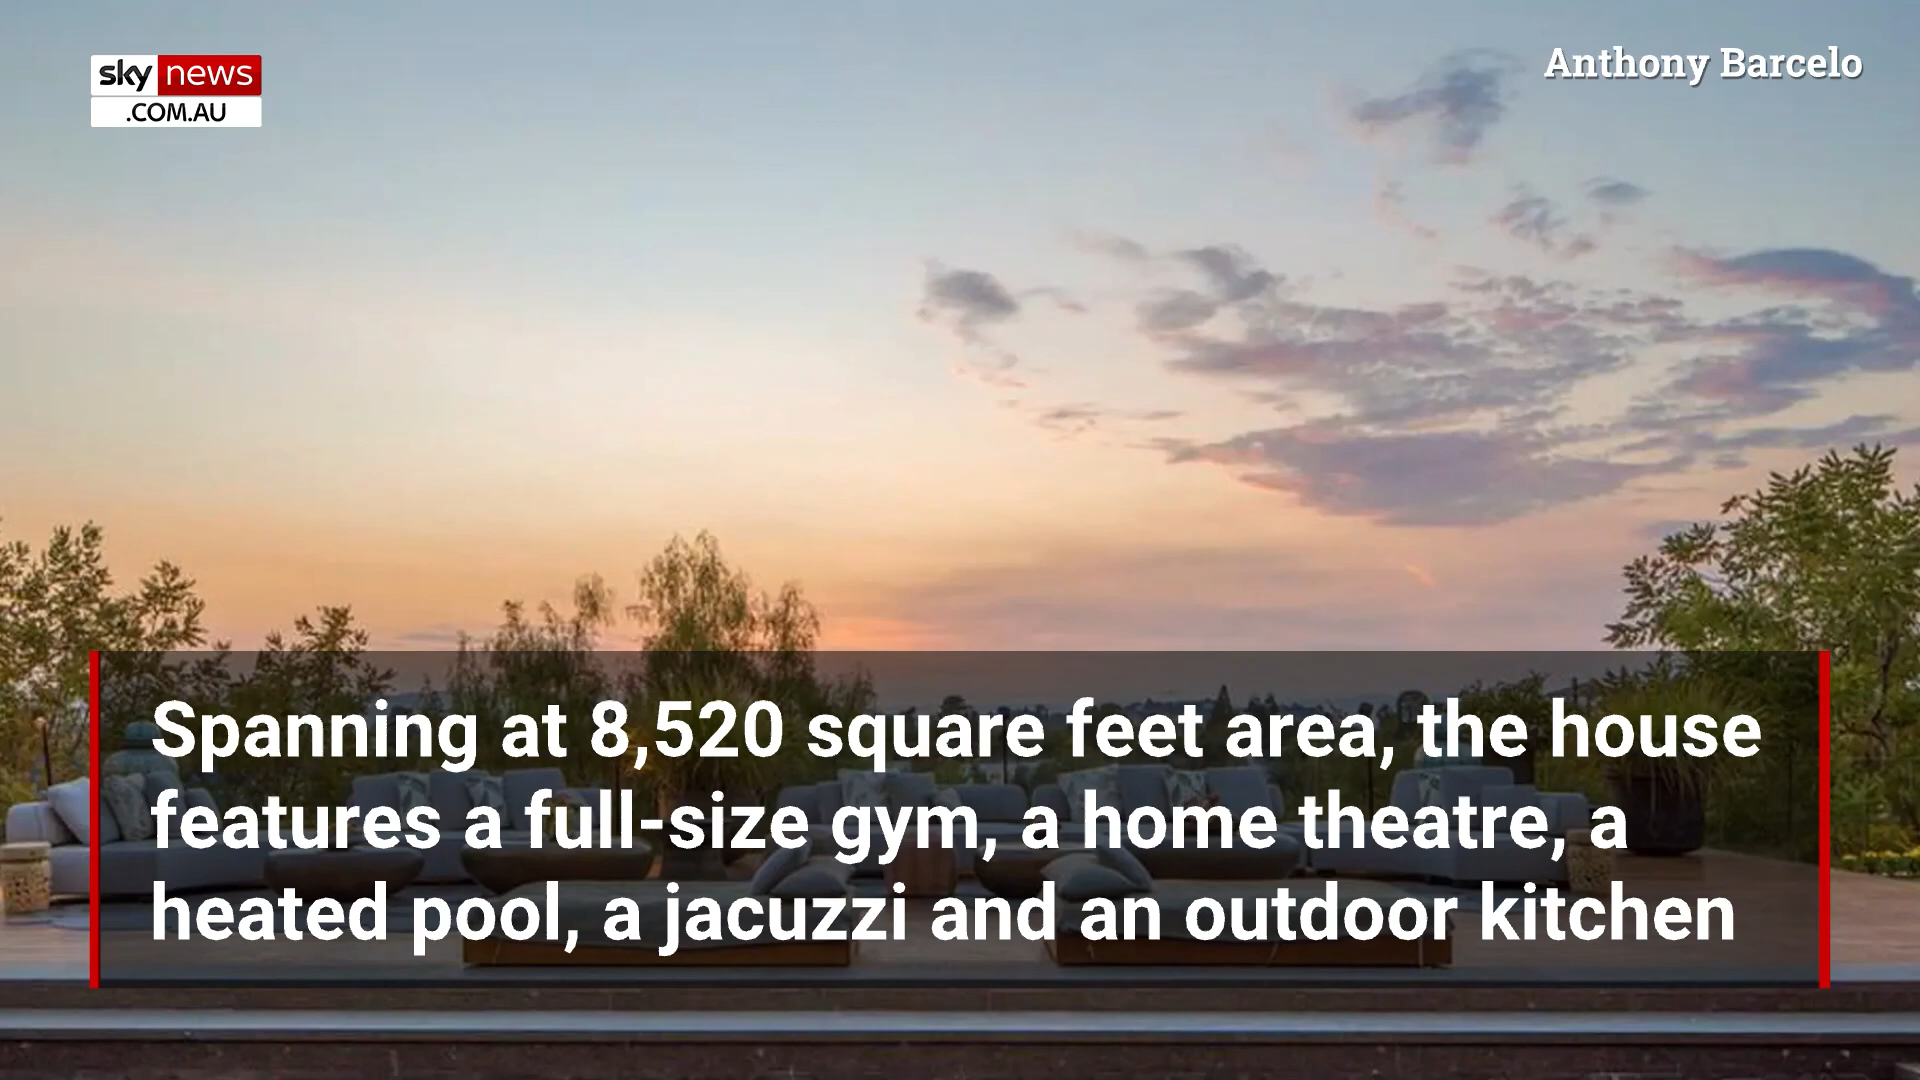 sky news
.COM.AU
Anthony Barcelo
Spanning at 8,520 square feet area, the house
features a full-size gym, a home theatre, a
heated pool, a jacuzzi and an outdoor kitchen